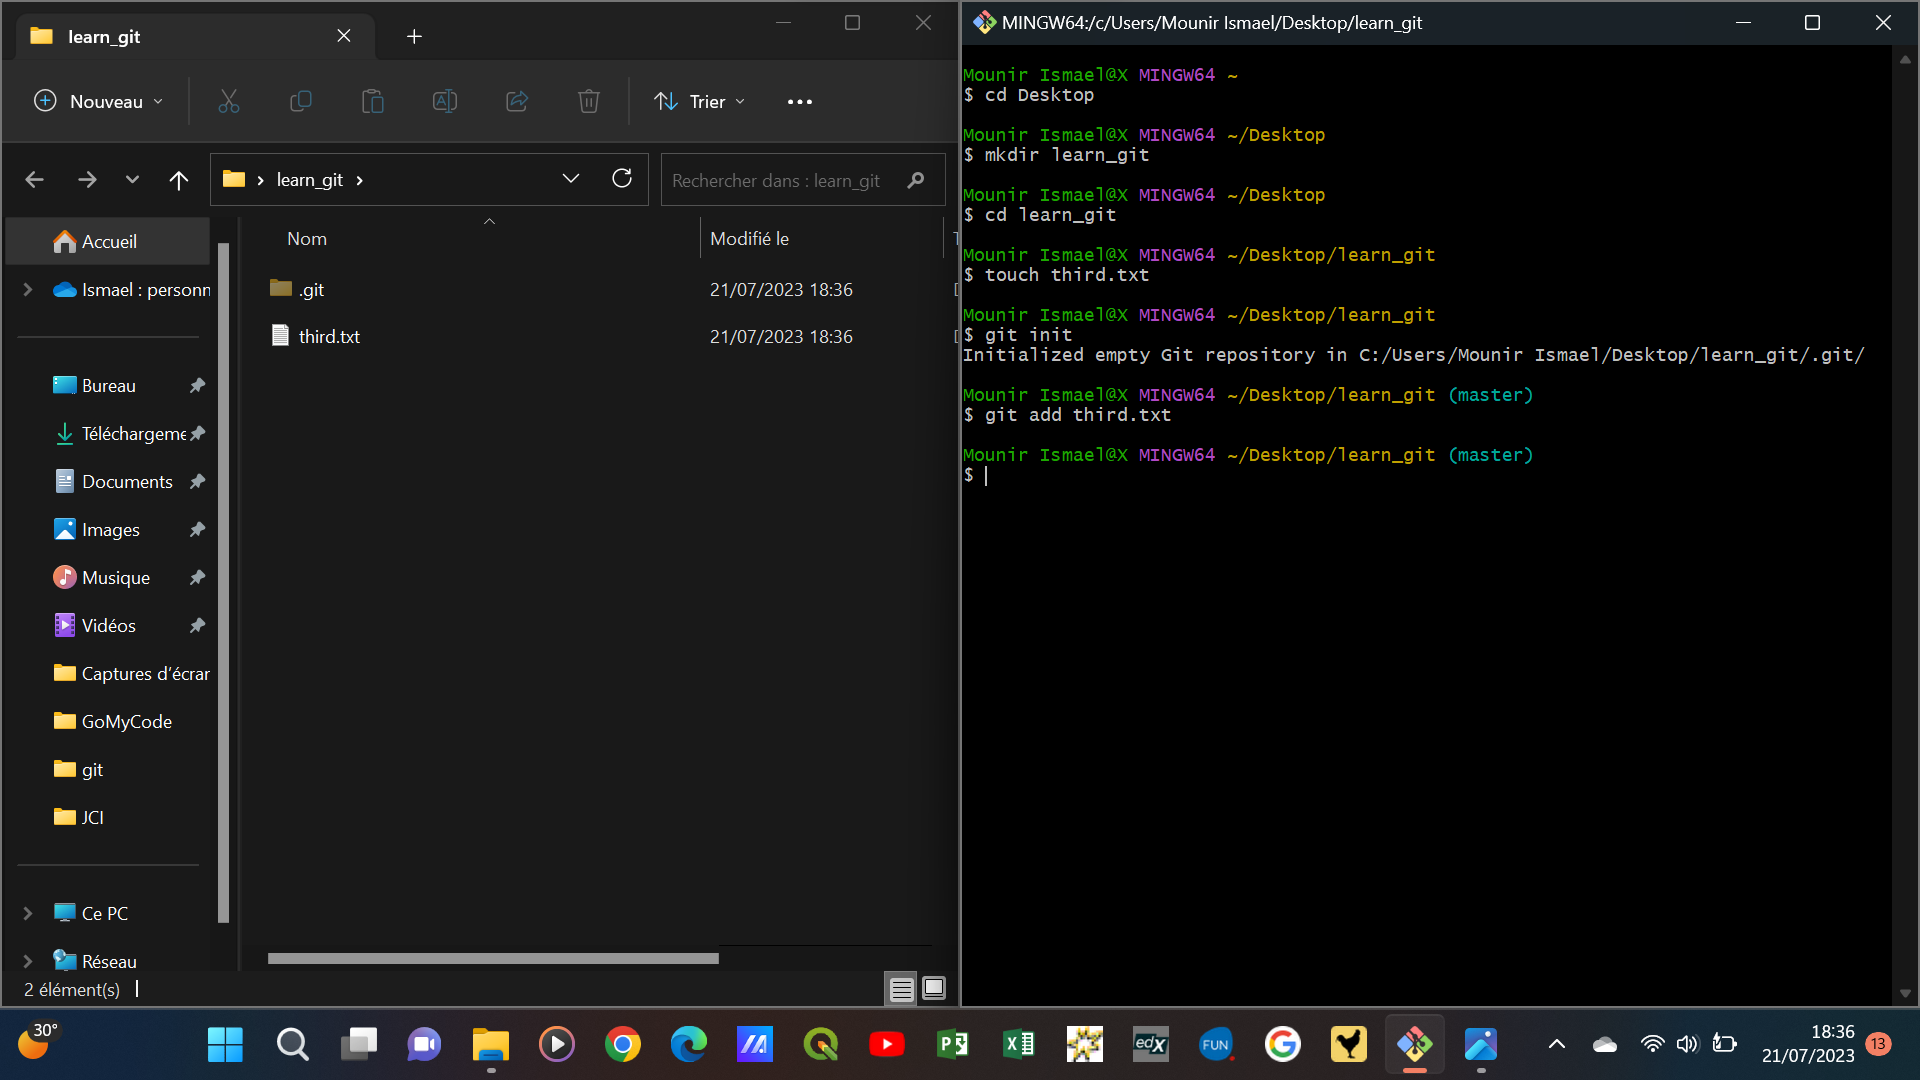 learn_git
Nouveau
Trier
learn_git
Rechercher dans : learn_git
Nom
Modifié le
Accueil
Ismael : personn
.git
21/07/2023 18:36
third.txt
21/07/2023 18:36
Bureau
Téléchargeme
Documents
Images
Musique
Vidéos
Captures d'écran
GoMyCode
git
JCI
Ce PC
Réseau
2 élément(s)
MINGW64:/c/Users/Mounir Ismael/Desktop/learn_git
Mounir Ismael@X MINGW64 ~
$ cd Desktop
Mounir Ismael@X MINGW64 ~/Desktop
$ mkdir learn_git
Mounir Ismael@X MINGW64 ~/Desktop
$ cd learn_git
Mounir Ismael@X MINGW64 ~/Desktop/learn_git
$ touch third.txt
Mounir Ismael@X MINGW64 ~/Desktop/learn_git
$ git init
Initialized empty Git repository in C:/Users/Mounir Ismael/Desktop/learn_git/.git/
Mounir Ismael@X MINGW64 ~/Desktop/learn_git (master)
$ git add third.txt
Mounir Ismael@X MINGW64 ~/Desktop/learn_git (master)
$
30°
edX
FUN
18:36
21/07/2023
13